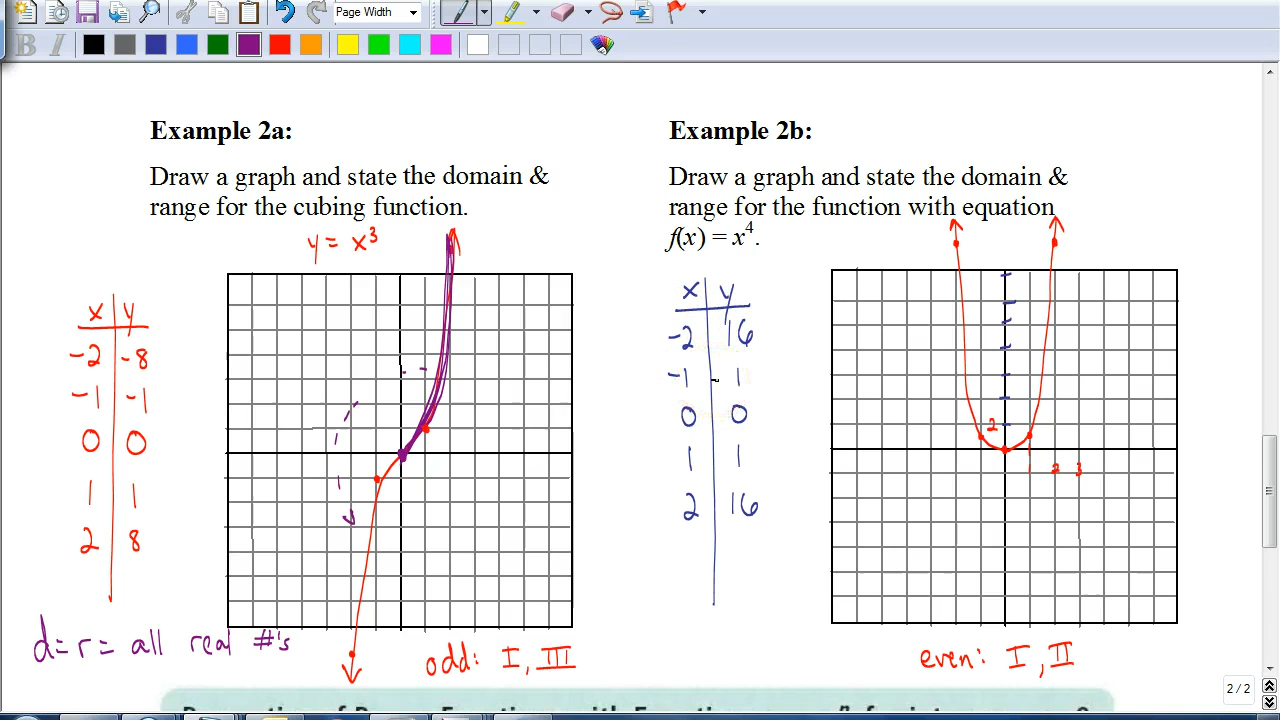 Page Width
B I
Example 2a:
Draw a graph and state the domain &
range for the cubing function.
y = x³
x y
-2 -8
-1 -1
0 0
1 1
2 8
d=r= all real #'s
odd: I, III
Example 2b:
Draw a graph and state the domain &
range for the function with equation
f(x) = x⁴.
x y
-2 16
-1 1
0 0
1 1
2 16
2
1 2 3
even: I, II
2 / 2